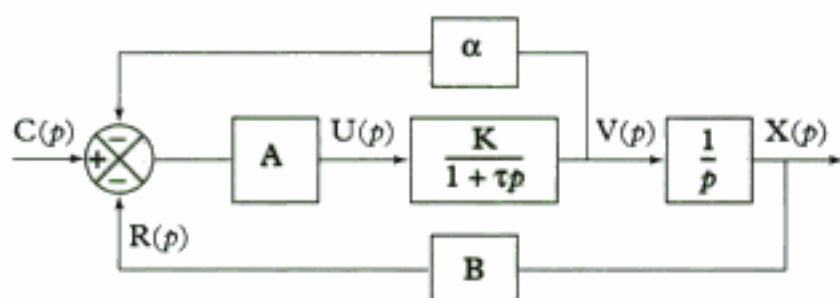 α
C(p)
−
+
−
A
U(p)
K
1 + τp
V(p)
1
p
X(p)
R(p)
B